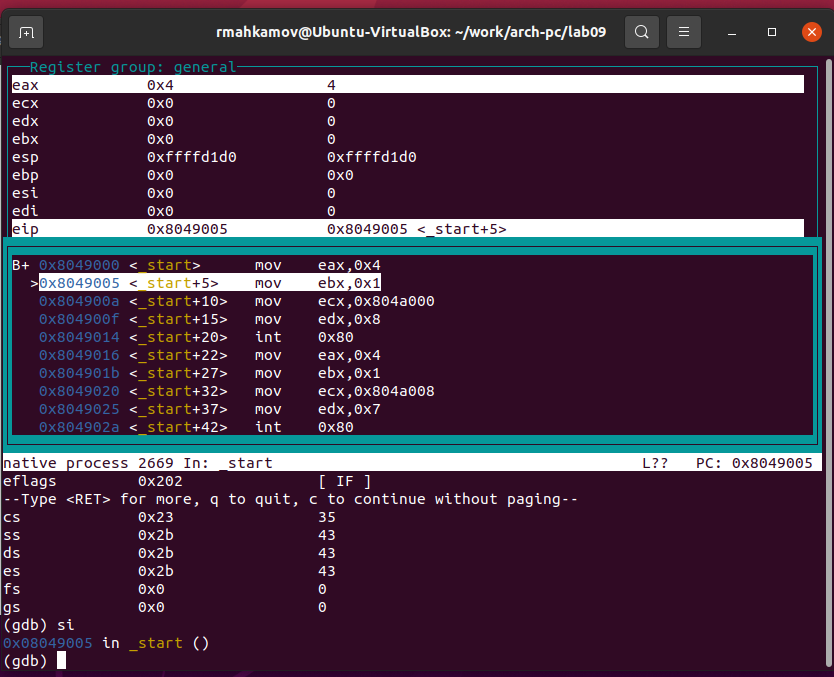 rmahkamov@Ubuntu-VirtualBox: ~/work/arch-pc/lab09
Register group: general
eax 0x4 4
ecx 0x0 0
edx 0x0 0
ebx 0x0 0
esp 0xffffd1d0 0xffffd1d0
ebp 0x0 0x0
esi 0x0 0
edi 0x0 0
eip 0x8049005 0x8049005 <_start+5>
B+ 0x8049000 <_start> mov eax,0x4
>0x8049005 <_start+5> mov ebx,0x1
0x804900a <_start+10> mov ecx,0x804a000
0x804900f <_start+15> mov edx,0x8
0x8049014 <_start+20> int 0x80
0x8049016 <_start+22> mov eax,0x4
0x804901b <_start+27> mov ebx,0x1
0x8049020 <_start+32> mov ecx,0x804a008
0x8049025 <_start+37> mov edx,0x7
0x804902a <_start+42> int 0x80
native process 2669 In: _start L?? PC: 0x8049005
eflags 0x202 [ IF ]
--Type <RET> for more, q to quit, c to continue without paging--
cs 0x23 35
ss 0x2b 43
ds 0x2b 43
es 0x2b 43
fs 0x0 0
gs 0x0 0
(gdb) si
0x08049005 in _start ()
(gdb)